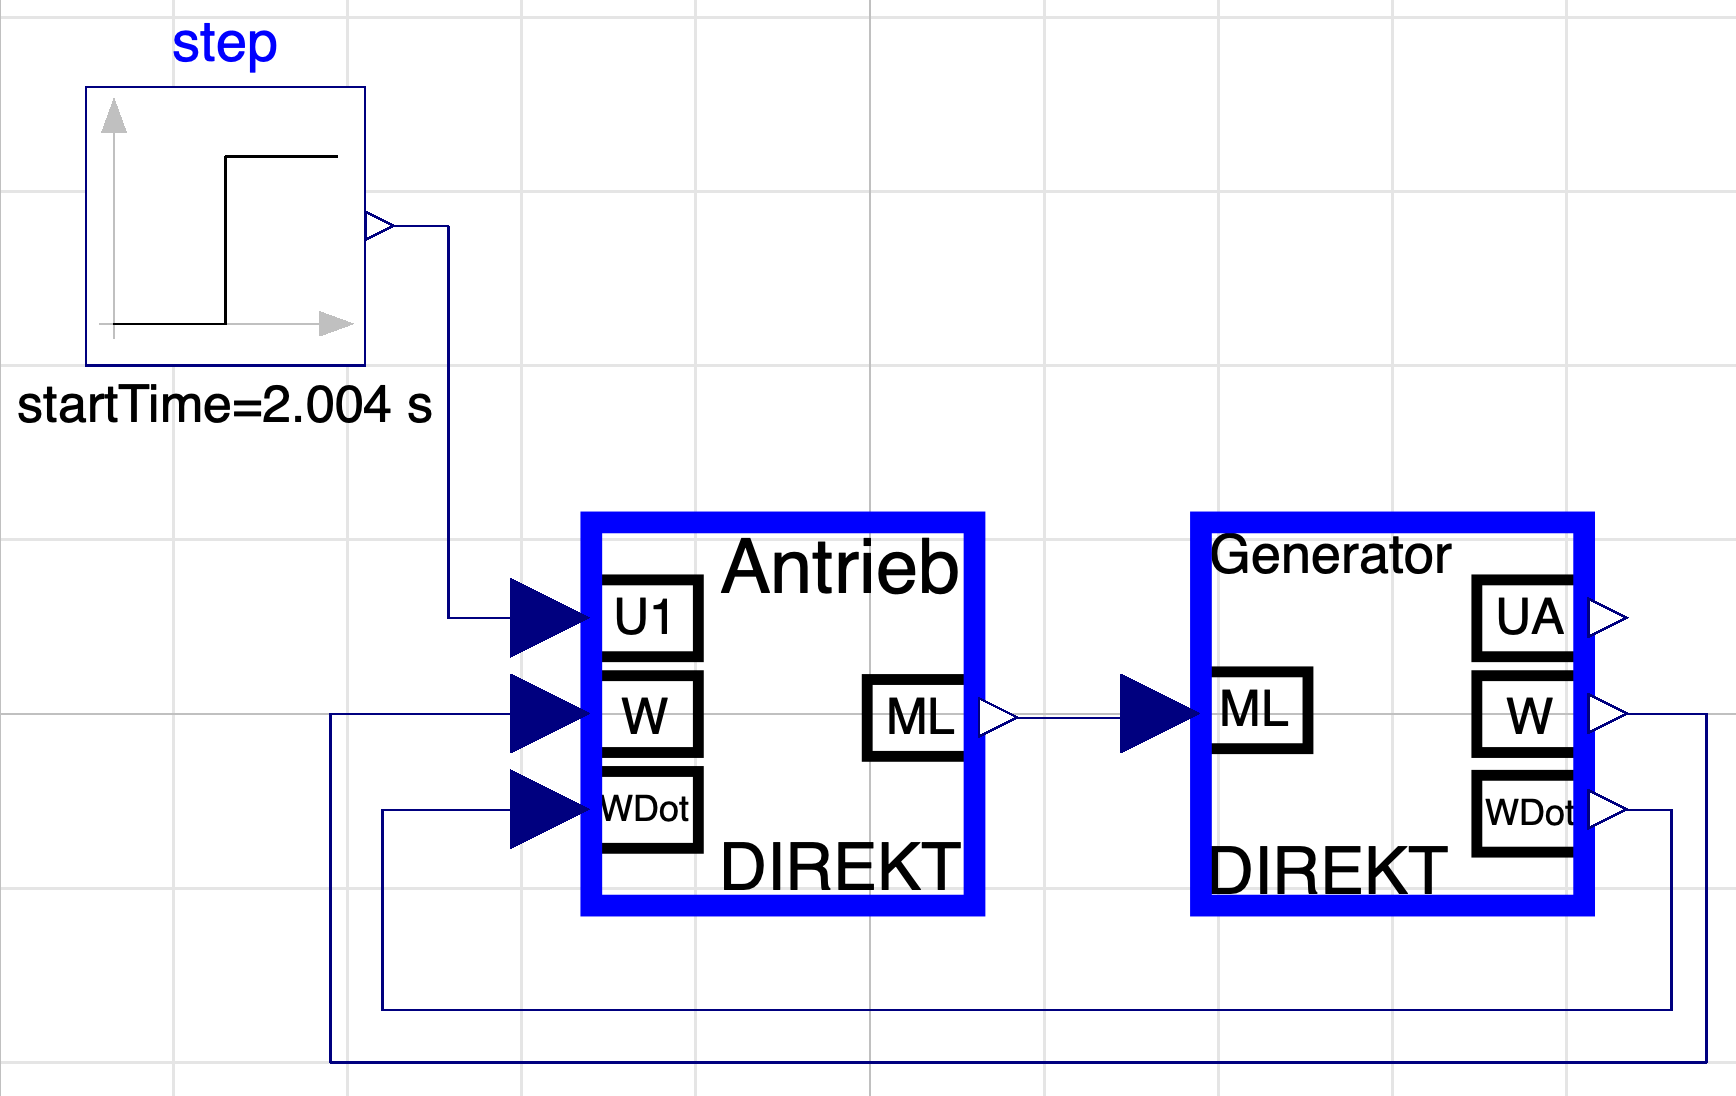 step
startTime=2.004 s
Antrieb
U1
W
ML
WDot
DIREKT
Generator
UA
ML
W
WDot
DIREKT